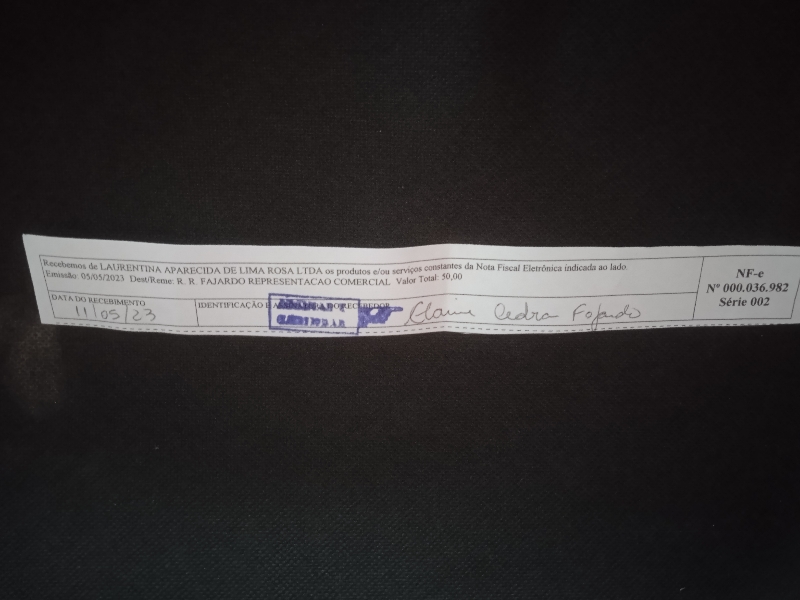 Recebemos de LAURENTINA APARECIDA DE LIMA ROSA LTDA os produtos e/ou serviços constantes da Nota Fiscal Eletrônica indicada ao lado.
Emissão: 05/05/2023 Dest/Reme: R. R. FAJARDO REPRESENTACAO COMERCIAL Valor Total: 50,00
DATA DO RECEBIMENTO
11/05/23
IDENTIFICAÇÃO E ASSINATURA DO RECEBEDOR
Fajardo
NF-e
Nº 000.036.982
Série 002